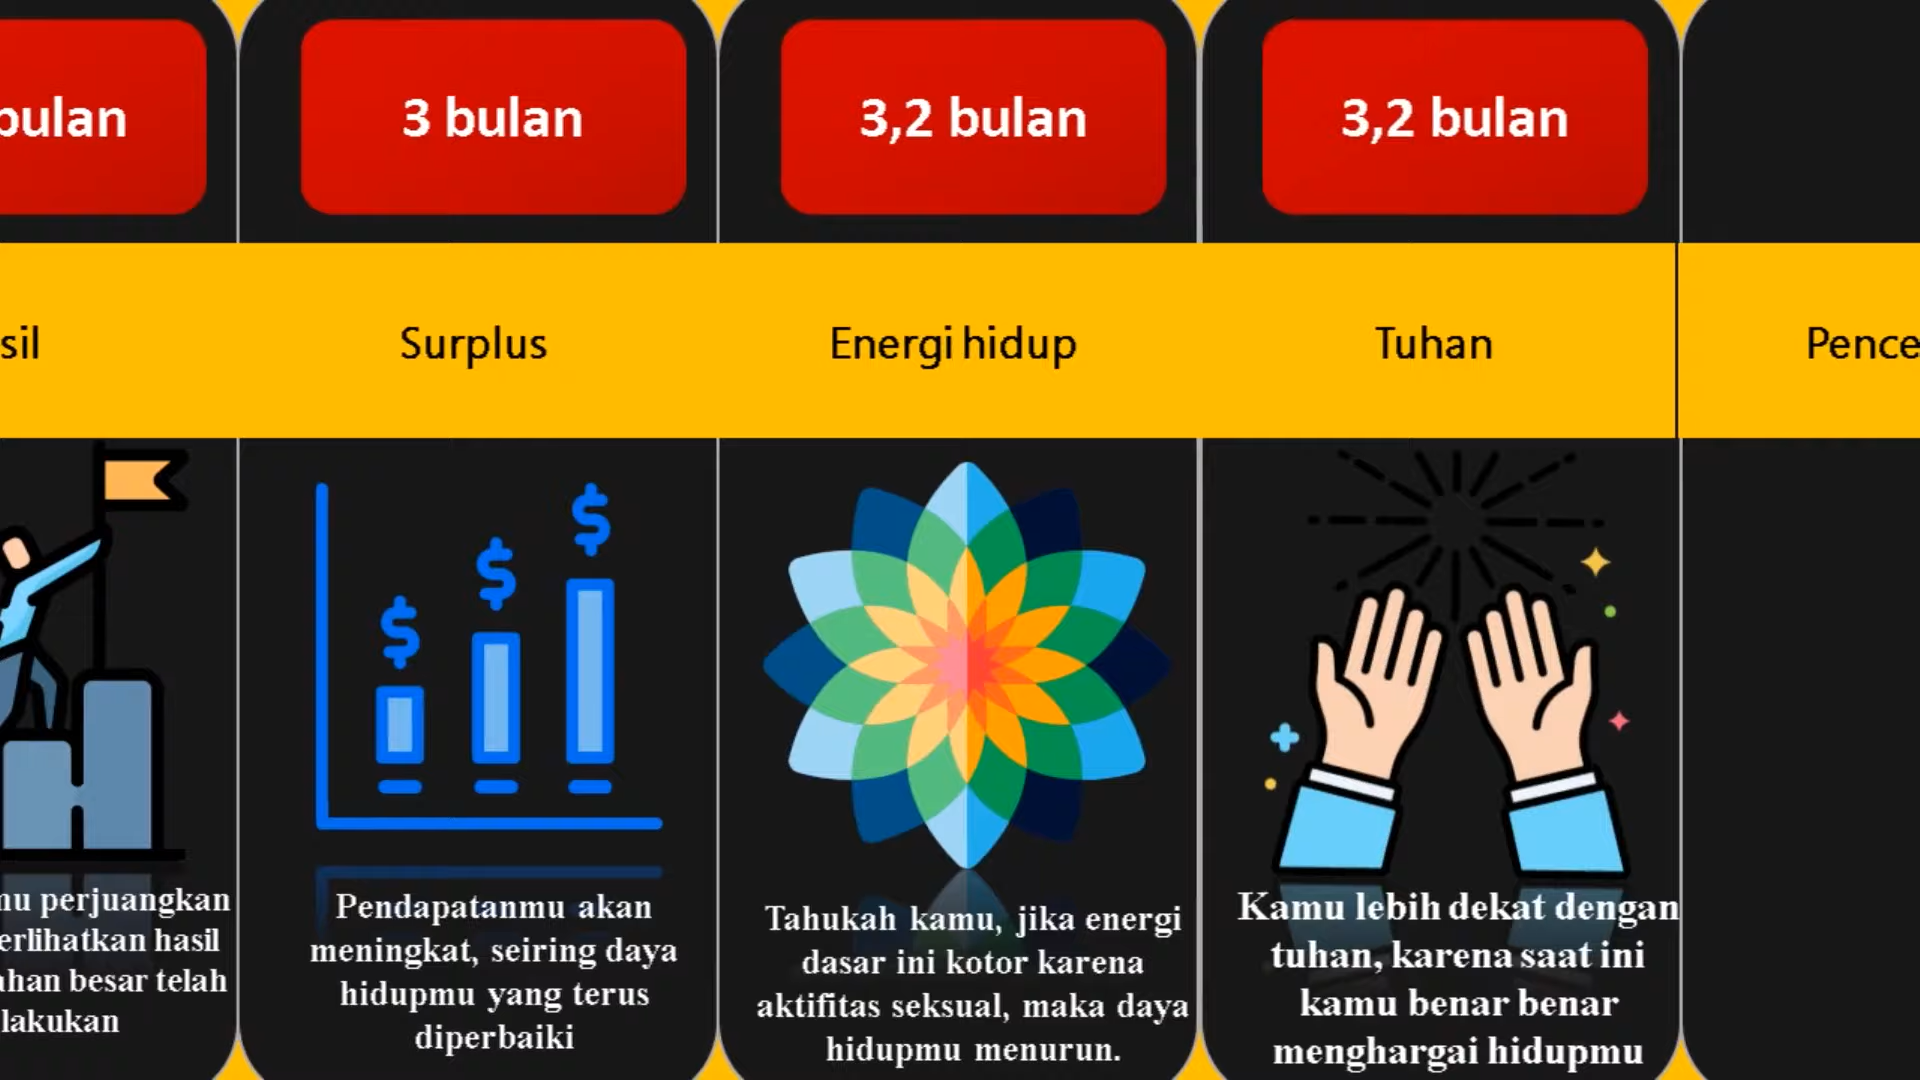 bulan
sil
mu perjuangkan
erlihatkan hasil
ahan besar telah
lakukan
3 bulan
Surplus
$
$
$
Pendapatanmu akan
meningkat, seiring daya
hidupmu yang terus
diperbaiki
3,2 bulan
Energi hidup
Tahukah kamu, jika energi
dasar ini kotor karena
aktifitas seksual, maka daya
hidupmu menurun.
3,2 bulan
Tuhan
Kamu lebih dekat dengan
tuhan, karena saat ini
kamu benar benar
menghargai hidupmu
Pence